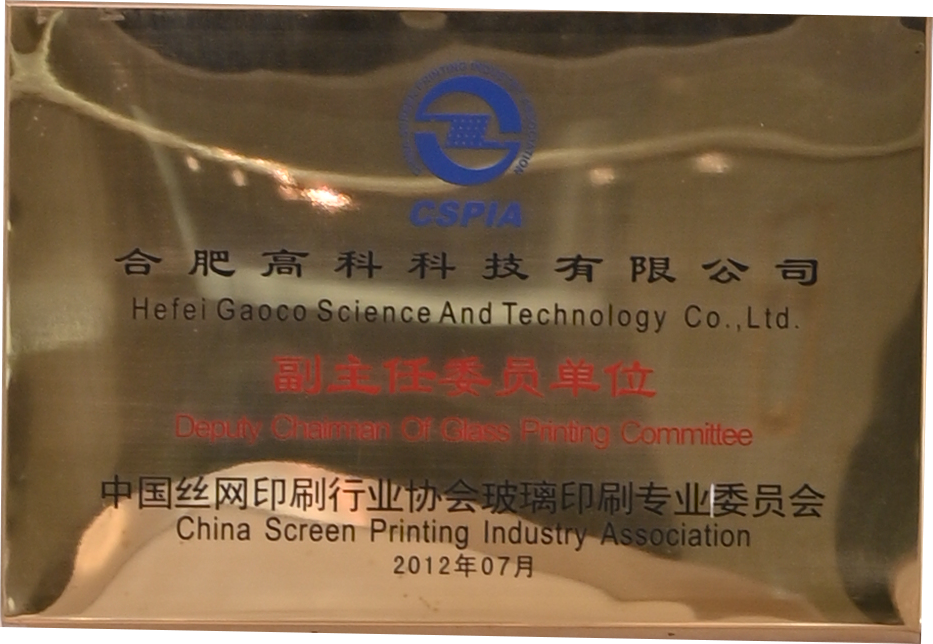 CSPIA
合肥高科科技有限公司
Hefei Gaoco Science And Technology Co.,Ltd.
副主任委员单位
Deputy Chairman Of Glass Printing Committee
中国丝网印刷行业协会玻璃印刷专业委员会
China Screen Printing Industry Association
2012年07月